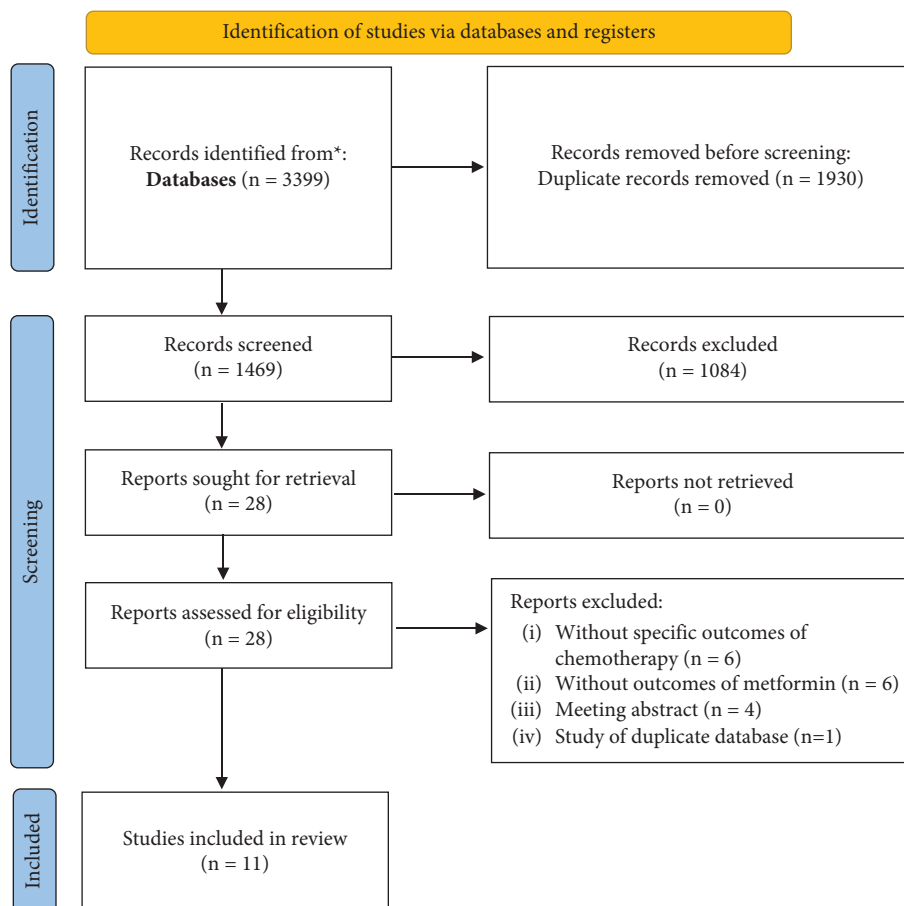 Identification of studies via databases and registers
Identification
Records identified from*:
Databases (n = 3399)
Records removed before screening:
Duplicate records removed (n = 1930)
Screening
Records screened
(n = 1469)
Records excluded
(n = 1084)
Reports sought for retrieval
(n = 28)
Reports not retrieved
(n = 0)
Reports assessed for eligibility
(n = 28)
Reports excluded:
(i) Without specific outcomes of
chemotherapy (n = 6)
(ii) Without outcomes of metformin (n = 6)
(iii) Meeting abstract (n = 4)
(iv) Study of duplicate database (n=1)
Included
Studies included in review
(n = 11)